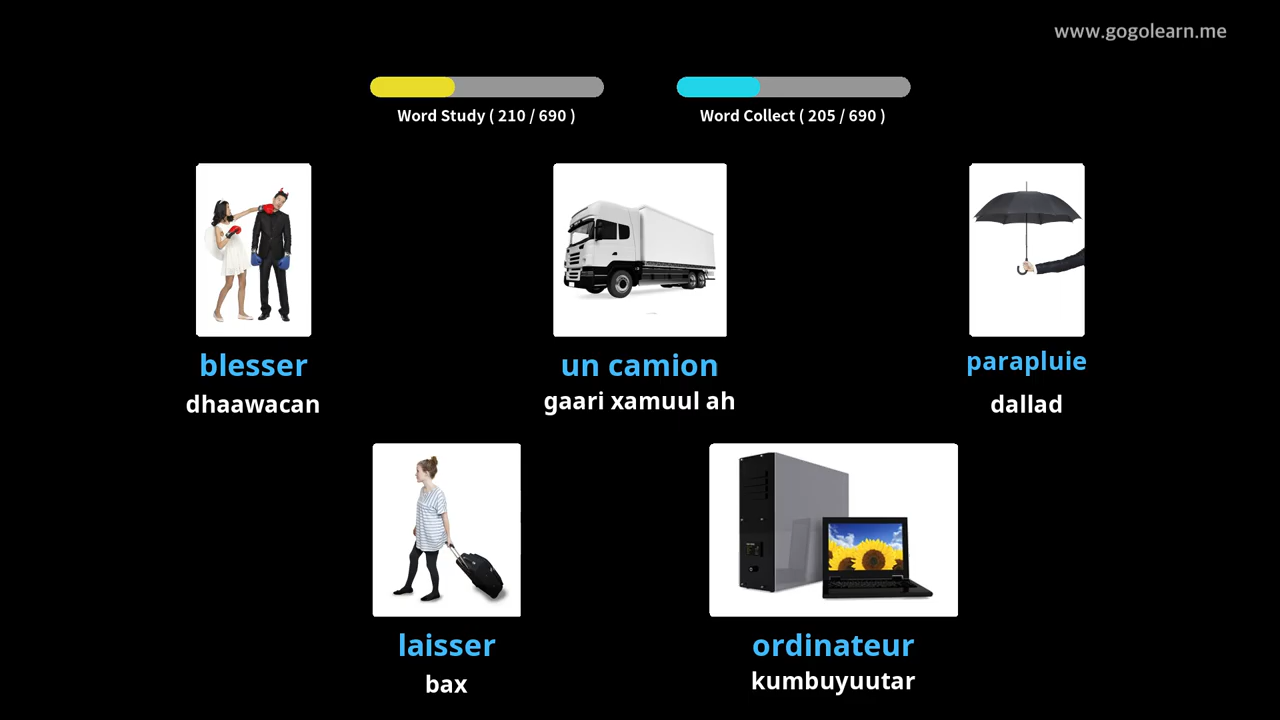 www.gogolearn.me
Word Study ( 210 / 690 )
Word Collect ( 205 / 690 )
blesser
dhaawacan
un camion
gaari xamuul ah
parapluie
dallad
laisser
bax
ordinateur
kumbuyuutar